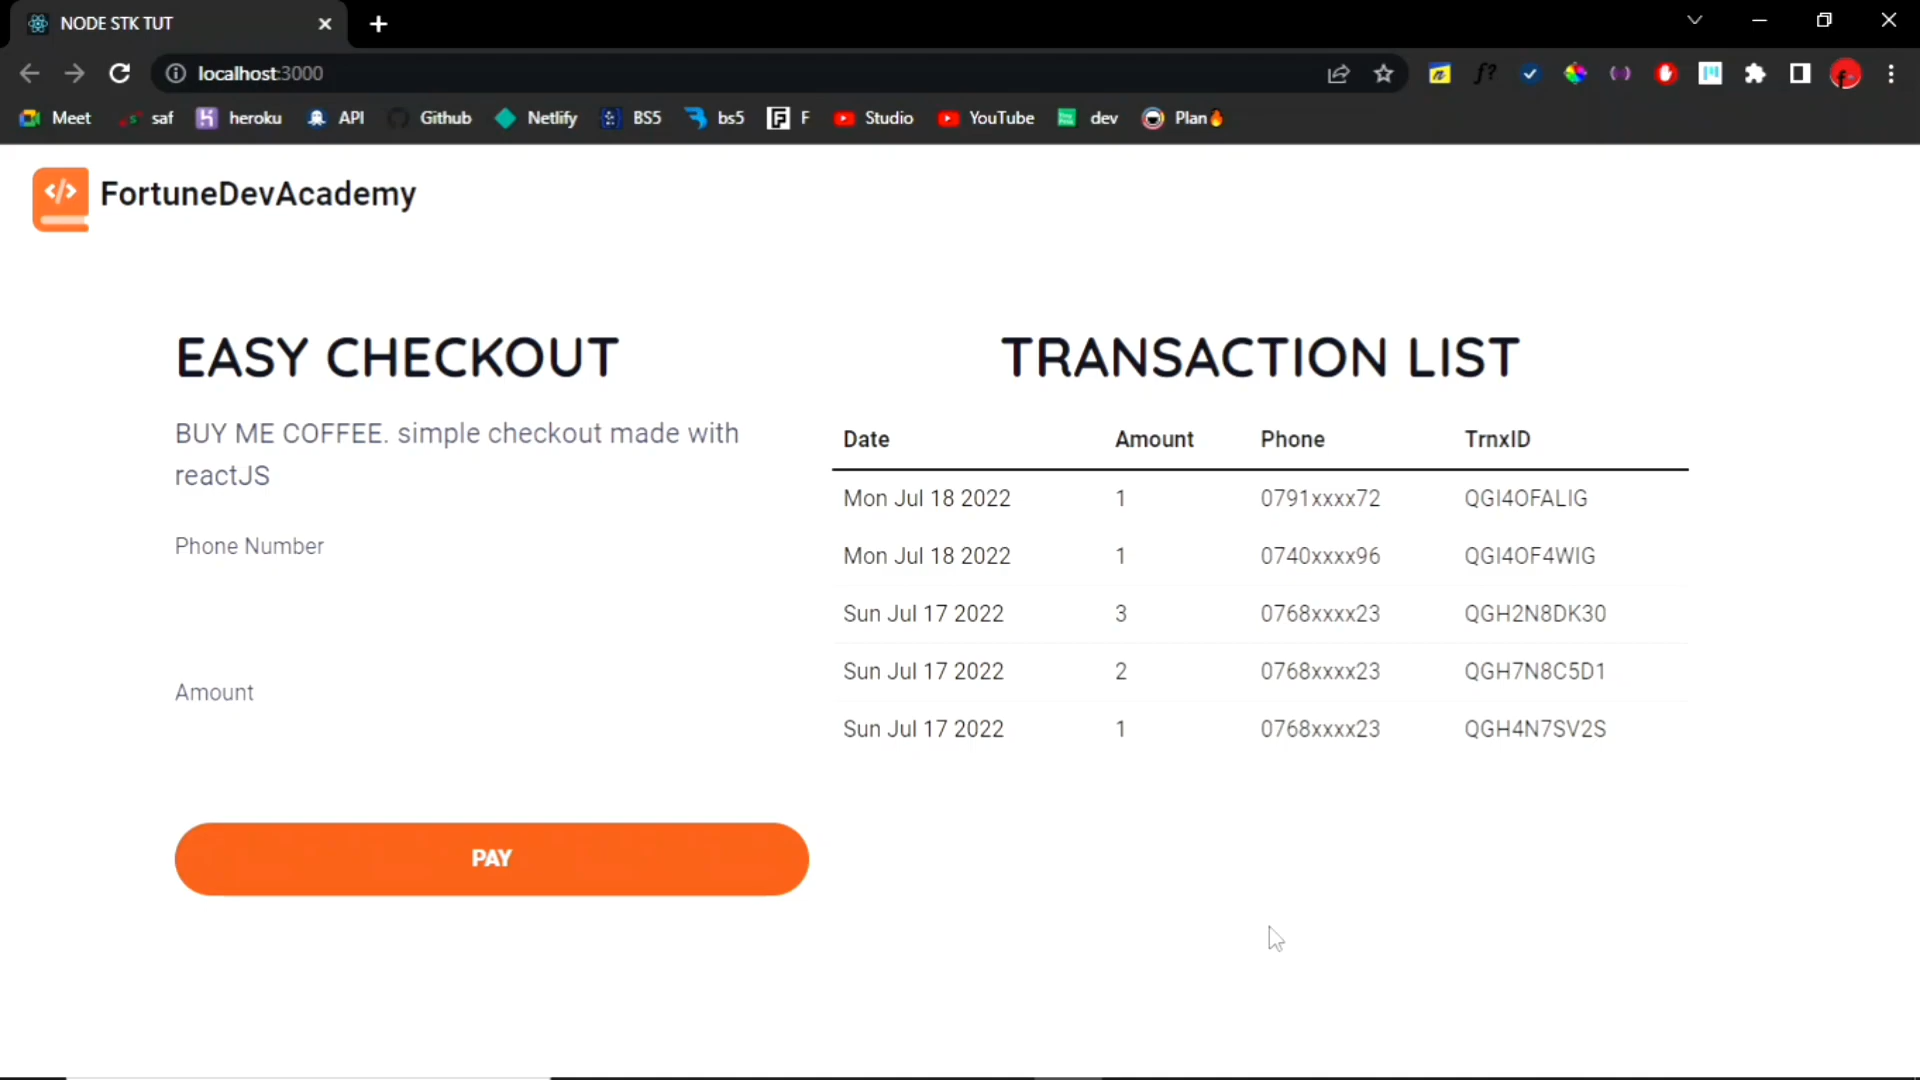 NODE STK TUT
localhost:3000
f?
Meet saf heroku API Github Netlify BS5 bs5 F Studio YouTube dev Plan🔥
FortuneDevAcademy
EASY CHECKOUT
BUY ME COFFEE. simple checkout made with
reactJS
Phone Number
Amount
PAY
TRANSACTION LIST
Date Amount Phone TrnxID
Mon Jul 18 2022 1 0791xxxx72 QGI4OFALIG
Mon Jul 18 2022 1 0740xxxx96 QGI4OF4WIG
Sun Jul 17 2022 3 0768xxxx23 QGH2N8DK30
Sun Jul 17 2022 2 0768xxxx23 QGH7N8C5D1
Sun Jul 17 2022 1 0768xxxx23 QGH4N7SV2S